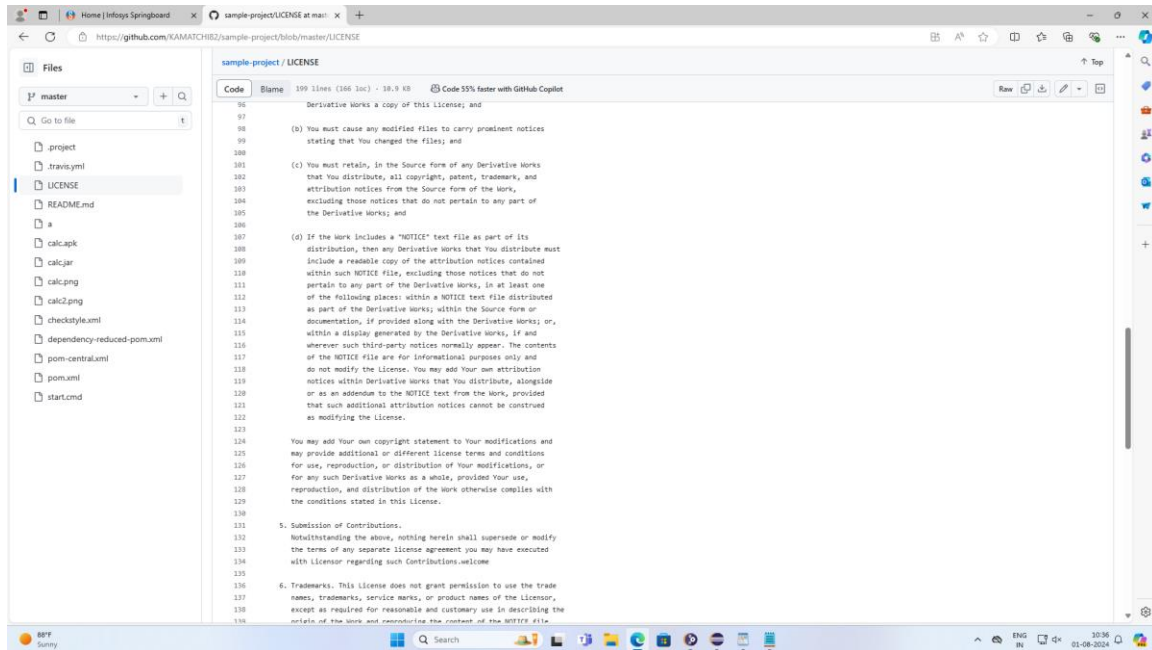 Home | Infosys Springboard
sample-project/LICENSE at mast
https://github.com/KAMATCHIB2/sample-project/blob/master/LICENSE
Files
master
Go to file
t
.project
.travis.yml
LICENSE
README.md
a
calc.apk
calc.jar
calc.png
calc2.png
checkstyle.xml
dependency-reduced-pom.xml
pom-central.xml
pom.xml
start.cmd
sample-project / LICENSE
Top
Code Blame 199 lines (166 loc) · 10.9 KB Code 55% faster with GitHub Copilot Raw
96 Derivative Works a copy of this License; and
97
98 (b) You must cause any modified files to carry prominent notices
99 stating that You changed the files; and
100
101 (c) You must retain, in the Source form of any Derivative Works
102 that You distribute, all copyright, patent, trademark, and
103 attribution notices from the Source form of the Work,
104 excluding those notices that do not pertain to any part of
105 the Derivative Works; and
106
107 (d) If the Work includes a "NOTICE" text file as part of its
108 distribution, then any Derivative Works that You distribute must
109 include a readable copy of the attribution notices contained
110 within such NOTICE file, excluding those notices that do not
111 pertain to any part of the Derivative Works, in at least one
112 of the following places: within a NOTICE text file distributed
113 as part of the Derivative Works; within the Source form or
114 documentation, if provided along with the Derivative Works; or,
115 within a display generated by the Derivative Works, if and
116 wherever such third-party notices normally appear. The contents
117 of the NOTICE file are for informational purposes only and
118 do not modify the License. You may add Your own attribution
119 notices within Derivative Works that You distribute, alongside
120 or as an addendum to the NOTICE text from the Work, provided
121 that such additional attribution notices cannot be construed
122 as modifying the License.
123
124 You may add Your own copyright statement to Your modifications and
125 may provide additional or different license terms and conditions
126 for use, reproduction, or distribution of Your modifications, or
127 for any such Derivative Works as a whole, provided Your use,
128 reproduction, and distribution of the Work otherwise complies with
129 the conditions stated in this License.
130
131 5. Submission of Contributions.
132 Notwithstanding the above, nothing herein shall supersede or modify
133 the terms of any separate license agreement you may have executed
134 with Licensor regarding such Contributions.welcome
135
136 6. Trademarks. This License does not grant permission to use the trade
137 names, trademarks, service marks, or product names of the Licensor,
138 except as required for reasonable and customary use in describing the
139 origin of the Work and reproducing the content of the NOTICE file
88°F
Sunny
Search
ENG
IN
10:36
01-08-2024